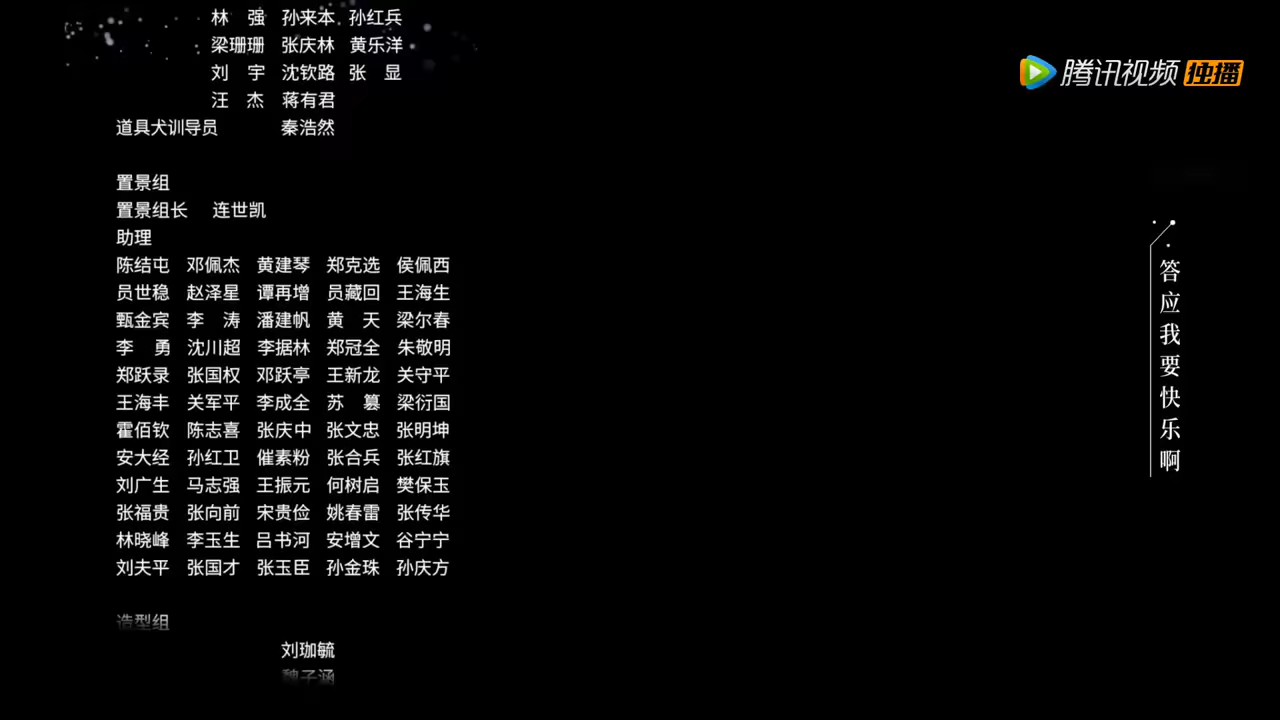 林　强　孙来本　孙红兵
梁珊珊　张庆林　黄乐洋
刘　宇　沈钦路　张　显
汪　杰　蒋有君
道具犬训导员　秦浩然
置景组
置景组长　连世凯
助理
陈结屯　邓佩杰　黄建琴　郑克选　侯佩西
员世稳　赵泽星　谭再增　员藏回　王海生
甄金宾　李　涛　潘建帆　黄　天　梁尔春
李　勇　沈川超　李据林　郑冠全　朱敬明
郑跃录　张国权　邓跃亭　王新龙　关守平
王海丰　关军平　李成全　苏　篡　梁衍国
霍佰钦　陈志喜　张庆中　张文忠　张明坤
安大经　孙红卫　催素粉　张合兵　张红旗
刘广生　马志强　王振元　何树启　樊保玉
张福贵　张向前　宋贵俭　姚春雷　张传华
林晓峰　李玉生　吕书河　安增文　谷宁宁
刘夫平　张国才　张玉臣　孙金珠　孙庆方
造型组
刘珈毓
魏子涵
腾讯视频 独播
答应我要快乐啊